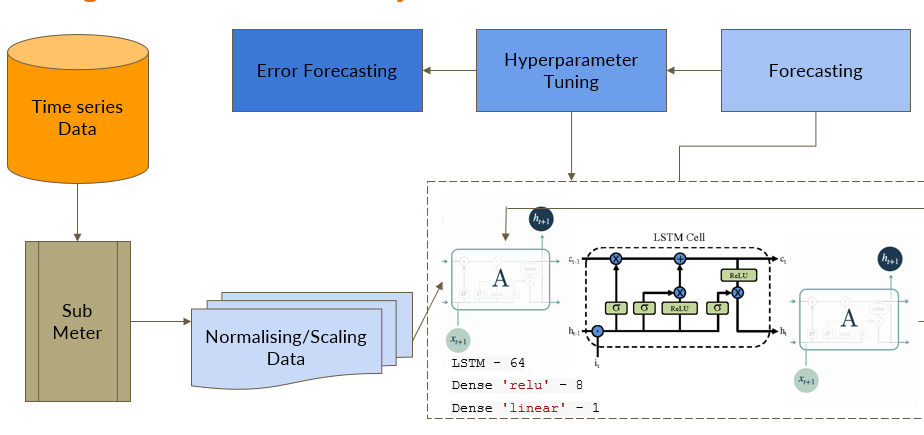 Error Forecasting
Hyperparameter
Tuning
Forecasting
Time series
Data
Sub
Meter
Normalising/Scaling
Data
h_{t+1}
A
x_{t+1}
LSTM Cell
c_{t-1}
X
+
c_t
ReLU
X
X
σ
σ
ReLU
σ
h_{t-1}
h_t
i_t
h_{t+1}
A
x_{t+1}
LSTM - 64
Dense 'relu' - 8
Dense 'linear' - 1